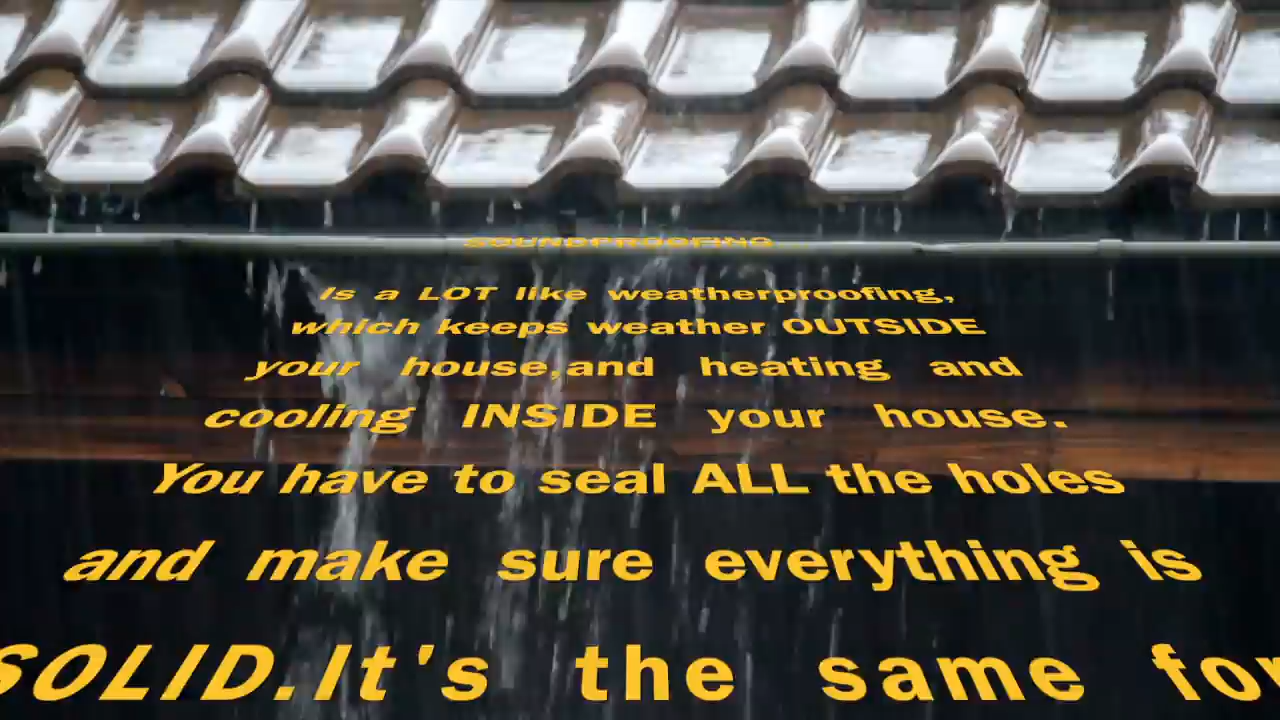 SOUNDPROOFING...
Is a LOT like weatherproofing,
which keeps weather OUTSIDE
your house,and heating and
cooling INSIDE your house.
You have to seal ALL the holes
and make sure everything is
SOLID.It's the same for